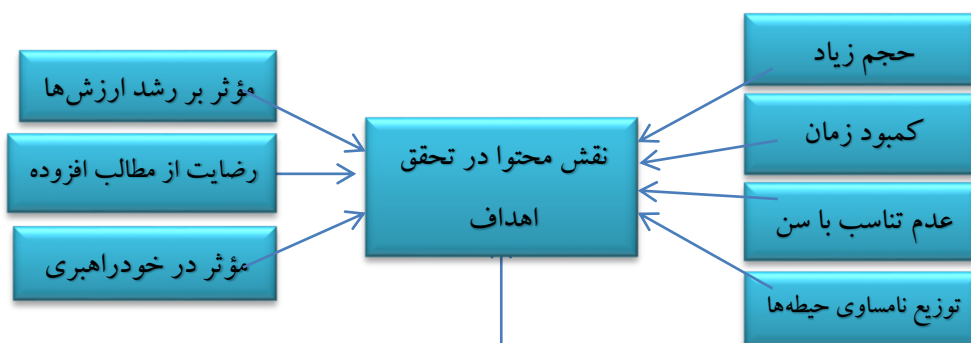 حجم زیاد
کمبود زمان
عدم تناسب با سن
توزیع نامساوی حیطه‌ها
نقش محتوا در تحقق
اهداف
مؤثر بر رشد ارزش‌ها
رضایت از مطالب افزوده
مؤثر در خودراهبری